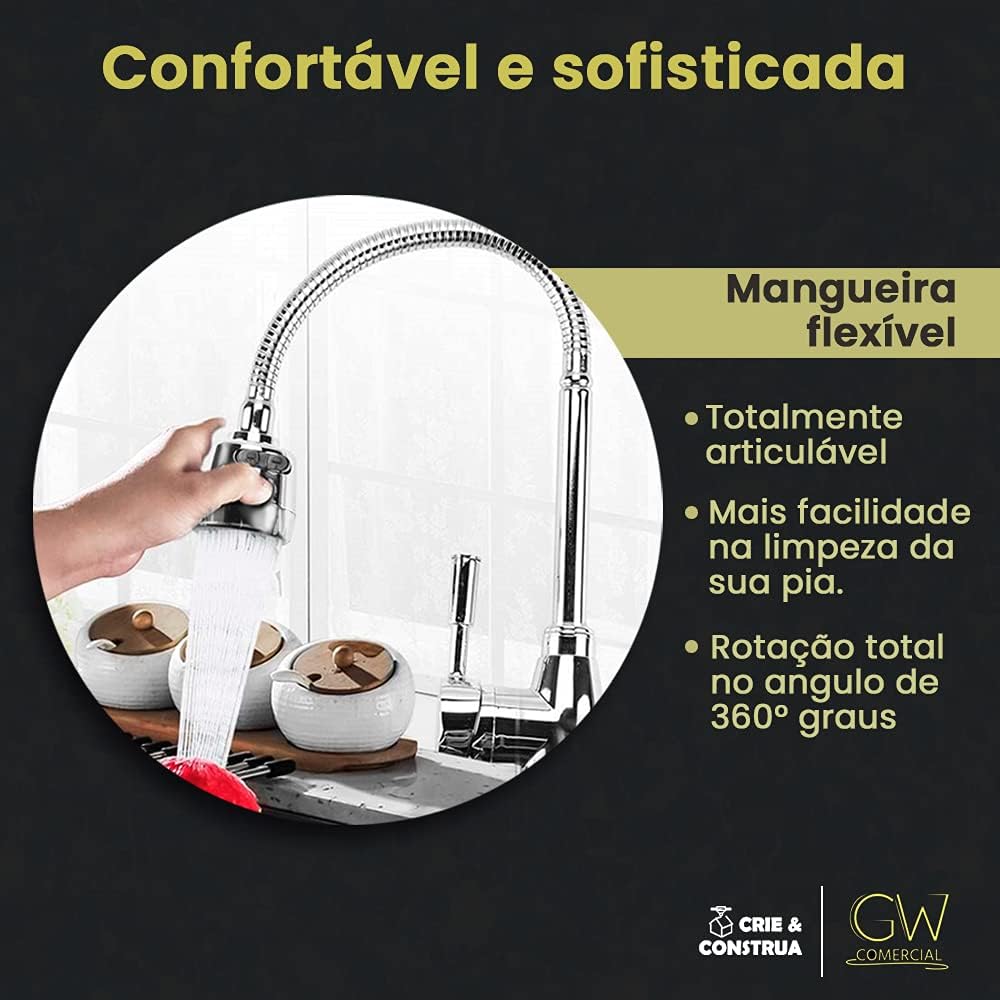 Confortável e sofisticada
Mangueira
flexível
• Totalmente
articulável
• Mais facilidade
na limpeza da
sua pia.
• Rotação total
no angulo de
360° graus
CRIE &
CONSTRUA
GW
COMERCIAL